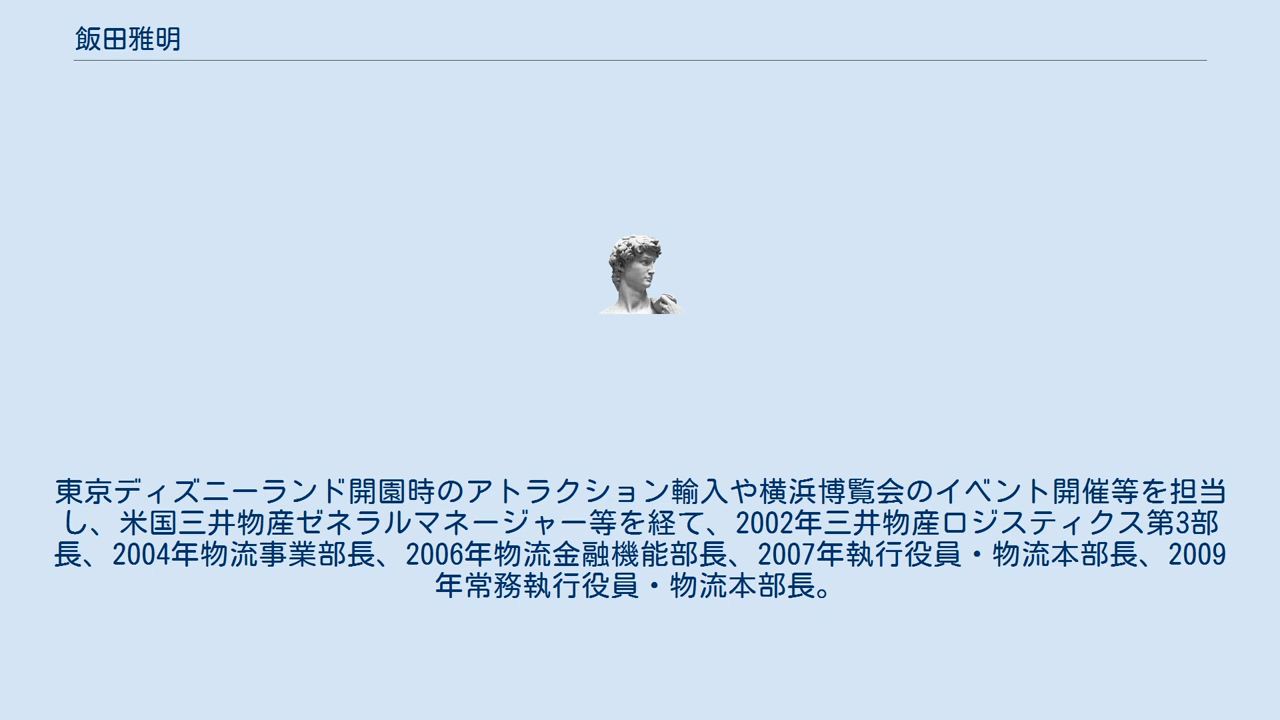 飯田雅明
東京ディズニーランド開園時のアトラクション輸入や横浜博覧会のイベント開催等を担当
し、米国三井物産ゼネラルマネージャー等を経て、2002年三井物産ロジスティクス第3部
長、2004年物流事業部長、2006年物流金融機能部長、2007年執行役員・物流本部長、2009
年常務執行役員・物流本部長。